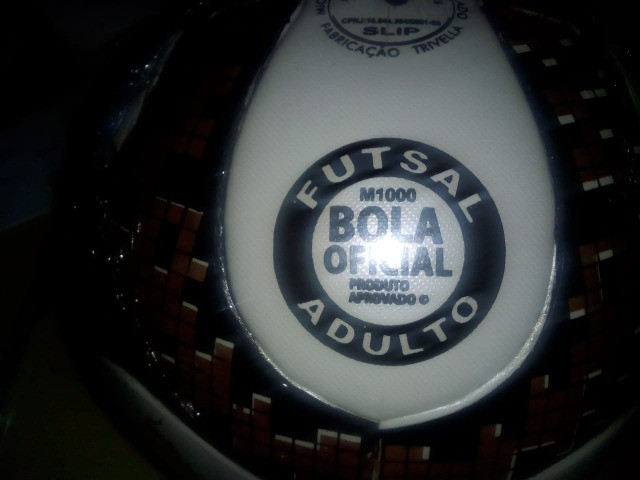 SLIP
FABRICAÇÃO TRIVELLA
FUTSAL
M1000
BOLA
OFICIAL
PRODUTO
APROVADO ©
ADULTO